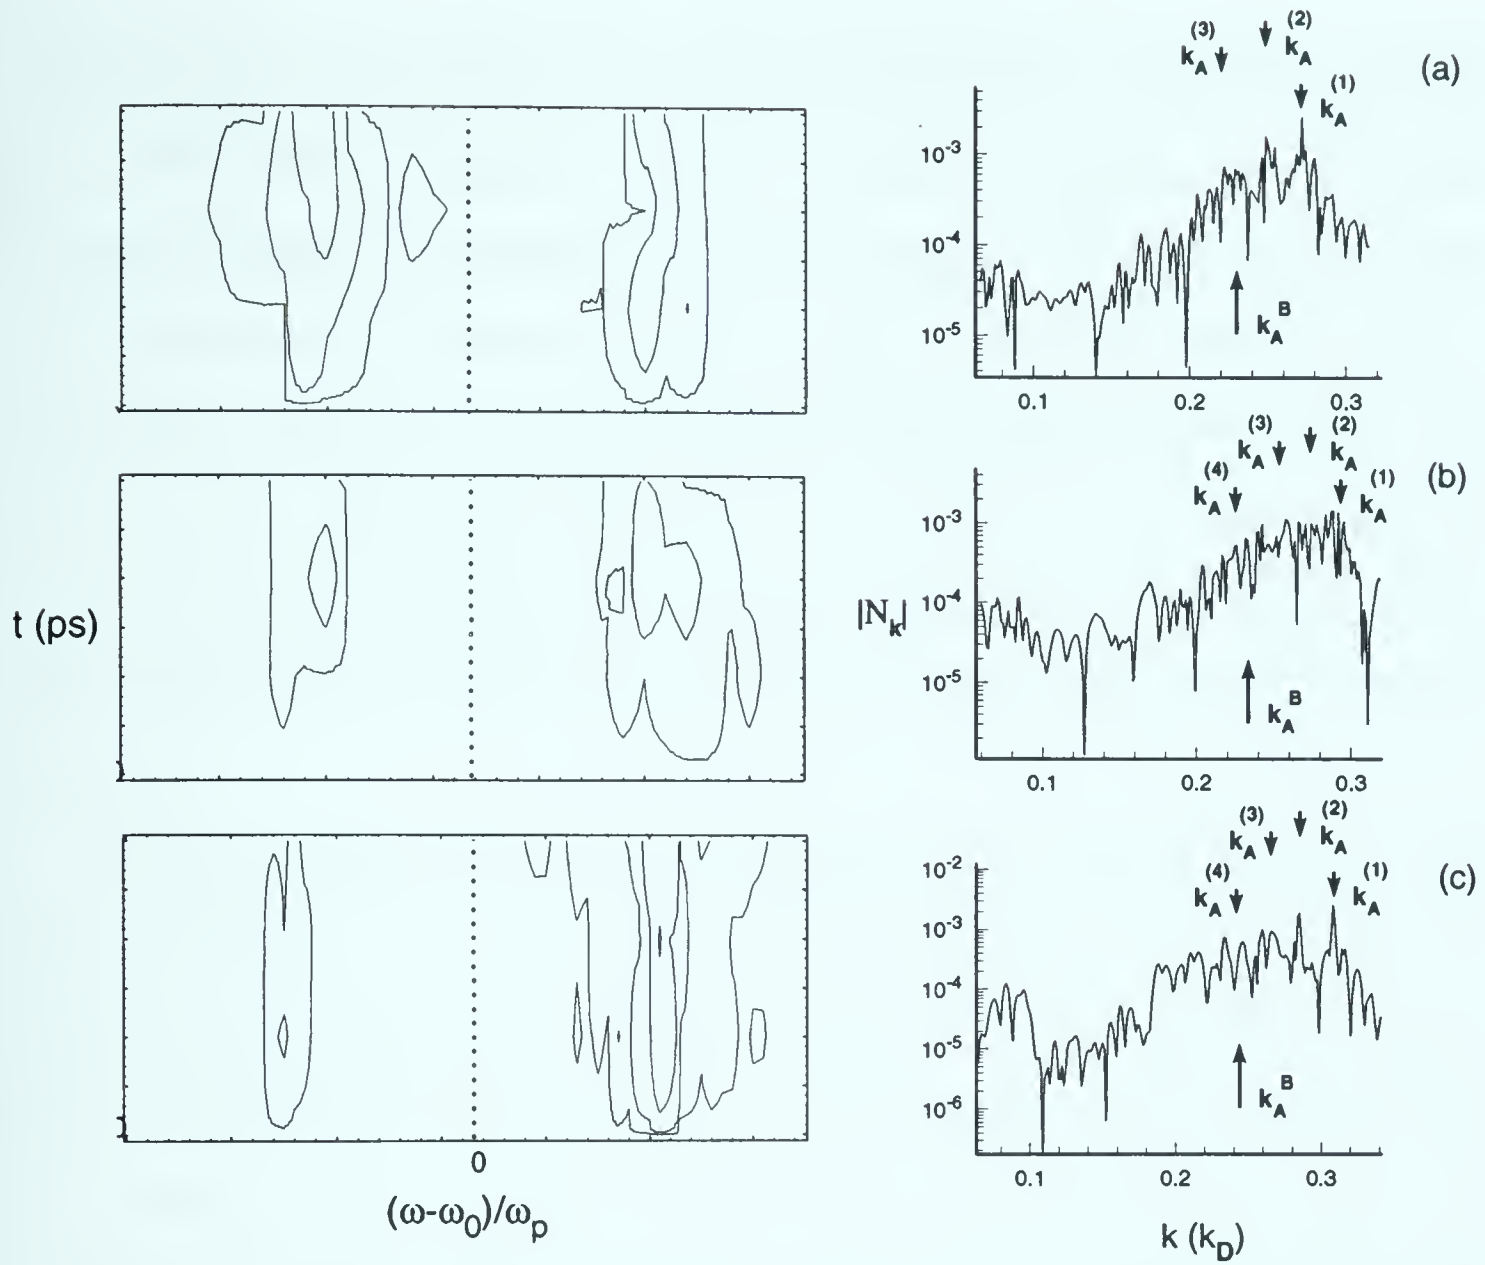 (3)
(2)
k_A
k_A
(a)
(1)
k_A
10^-3
10^-4
10^-5
k_A^B
0.1
0.2
0.3
(3)
(2)
k_A
k_A
(4)
(1)
k_A
k_A
(b)
10^-3
10^-4
10^-5
t (ps)
|N_k|
k_A^B
0.1
0.2
0.3
(3)
(2)
k_A
k_A
(4)
(1)
k_A
k_A
(c)
10^-2
10^-3
10^-4
10^-5
10^-6
k_A^B
0
0.1
0.2
0.3
(ω-ω_0)/ω_p
k (k_D)